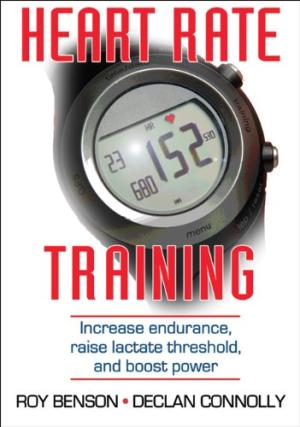 HEART RATE
HR
23
152
680
menu
TRAINING
Increase endurance,
raise lactate threshold,
and boost power
ROY BENSON • DECLAN CONNOLLY